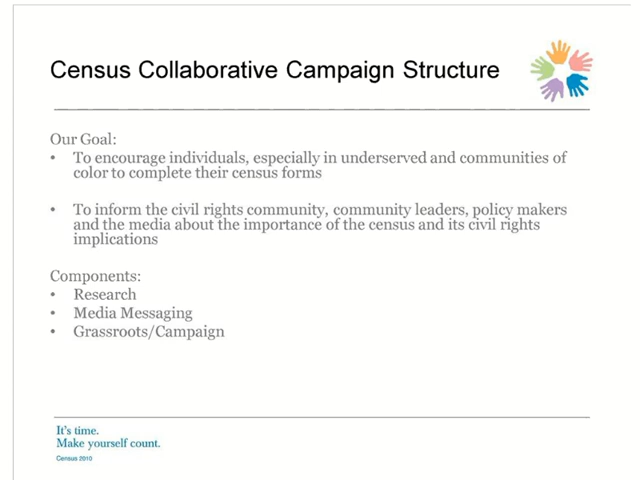 Census Collaborative Campaign Structure
Our Goal:
• To encourage individuals, especially in underserved and communities of
color to complete their census forms
• To inform the civil rights community, community leaders, policy makers
and the media about the importance of the census and its civil rights
implications
Components:
• Research
• Media Messaging
• Grassroots/Campaign
It's time.
Make yourself count.
Census 2010